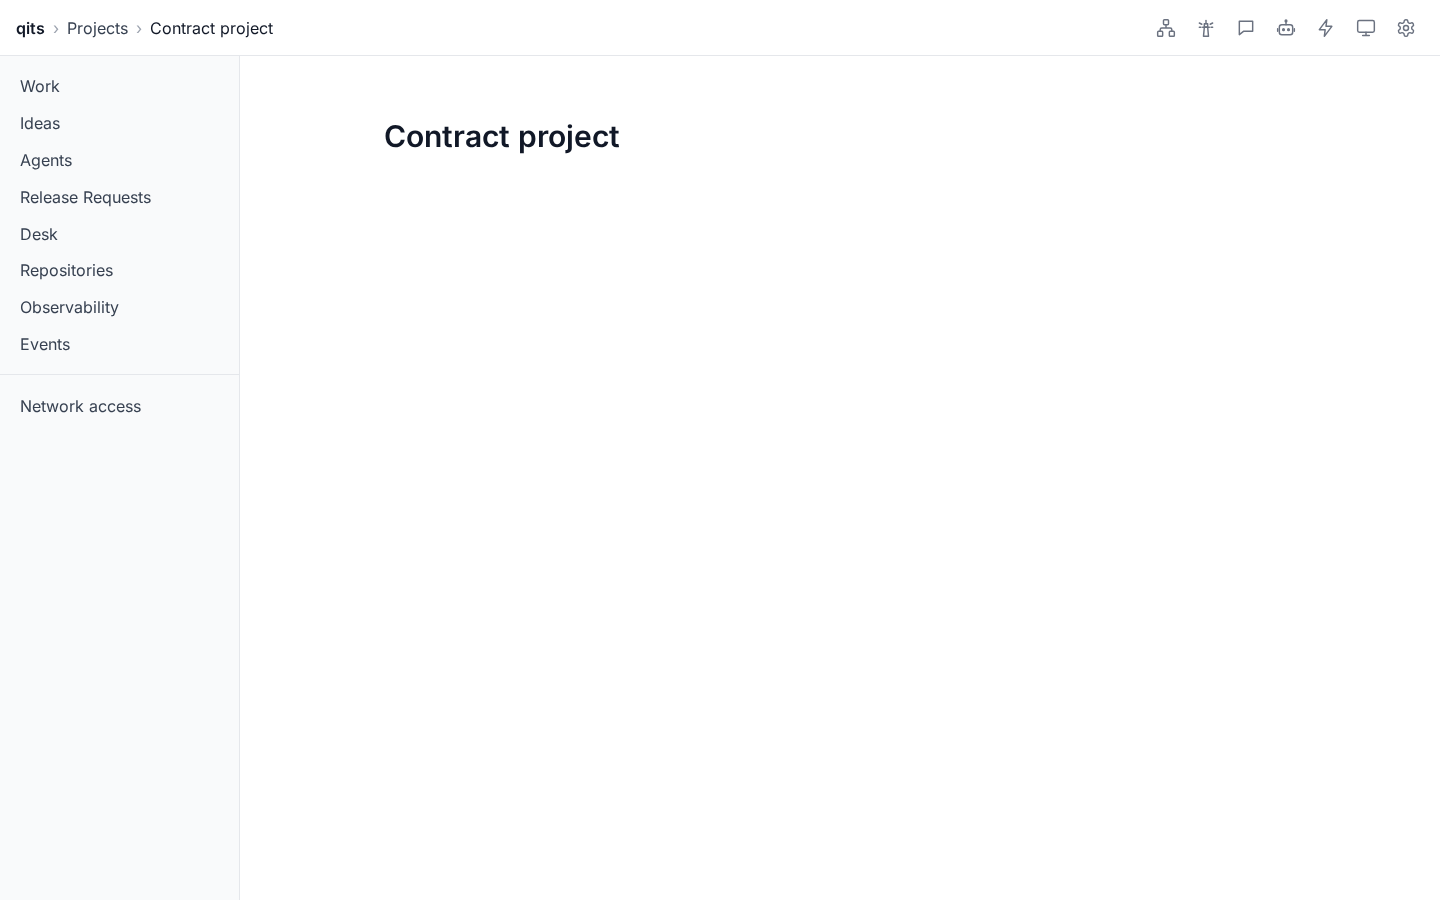 qits › Projects › Contract project
Work
Ideas
Agents
Release Requests
Desk
Repositories
Observability
Events
Network access
Contract project